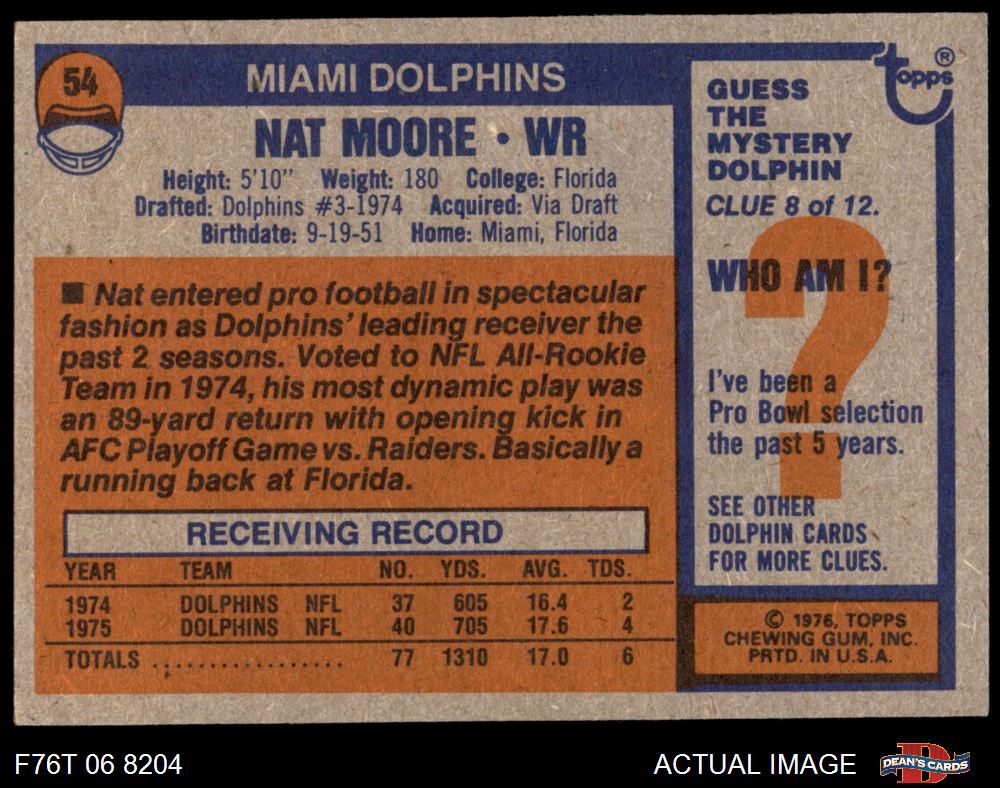 54
MIAMI DOLPHINS
NAT MOORE • WR
Height: 5'10" Weight: 180 College: Florida
Drafted: Dolphins #3-1974 Acquired: Via Draft
Birthdate: 9-19-51 Home: Miami, Florida
■ Nat entered pro football in spectacular
fashion as Dolphins' leading receiver the
past 2 seasons. Voted to NFL All-Rookie
Team in 1974, his most dynamic play was
an 89-yard return with opening kick in
AFC Playoff Game vs. Raiders. Basically a
running back at Florida.
RECEIVING RECORD
YEAR TEAM NO. YDS. AVG. TDS.
1974 DOLPHINS NFL 37 605 16.4 2
1975 DOLPHINS NFL 40 705 17.6 4
TOTALS .................. 77 1310 17.0 6
topps ®
GUESS
THE
MYSTERY
DOLPHIN
CLUE 8 of 12.
?
WHO AM I?
I've been a
Pro Bowl selection
the past 5 years.
SEE OTHER
DOLPHIN CARDS
FOR MORE CLUES.
© 1976, TOPPS
CHEWING GUM, INC.
PRTD. IN U.S.A.
F76T 06 8204
ACTUAL IMAGE
D
DEAN'S CARDS